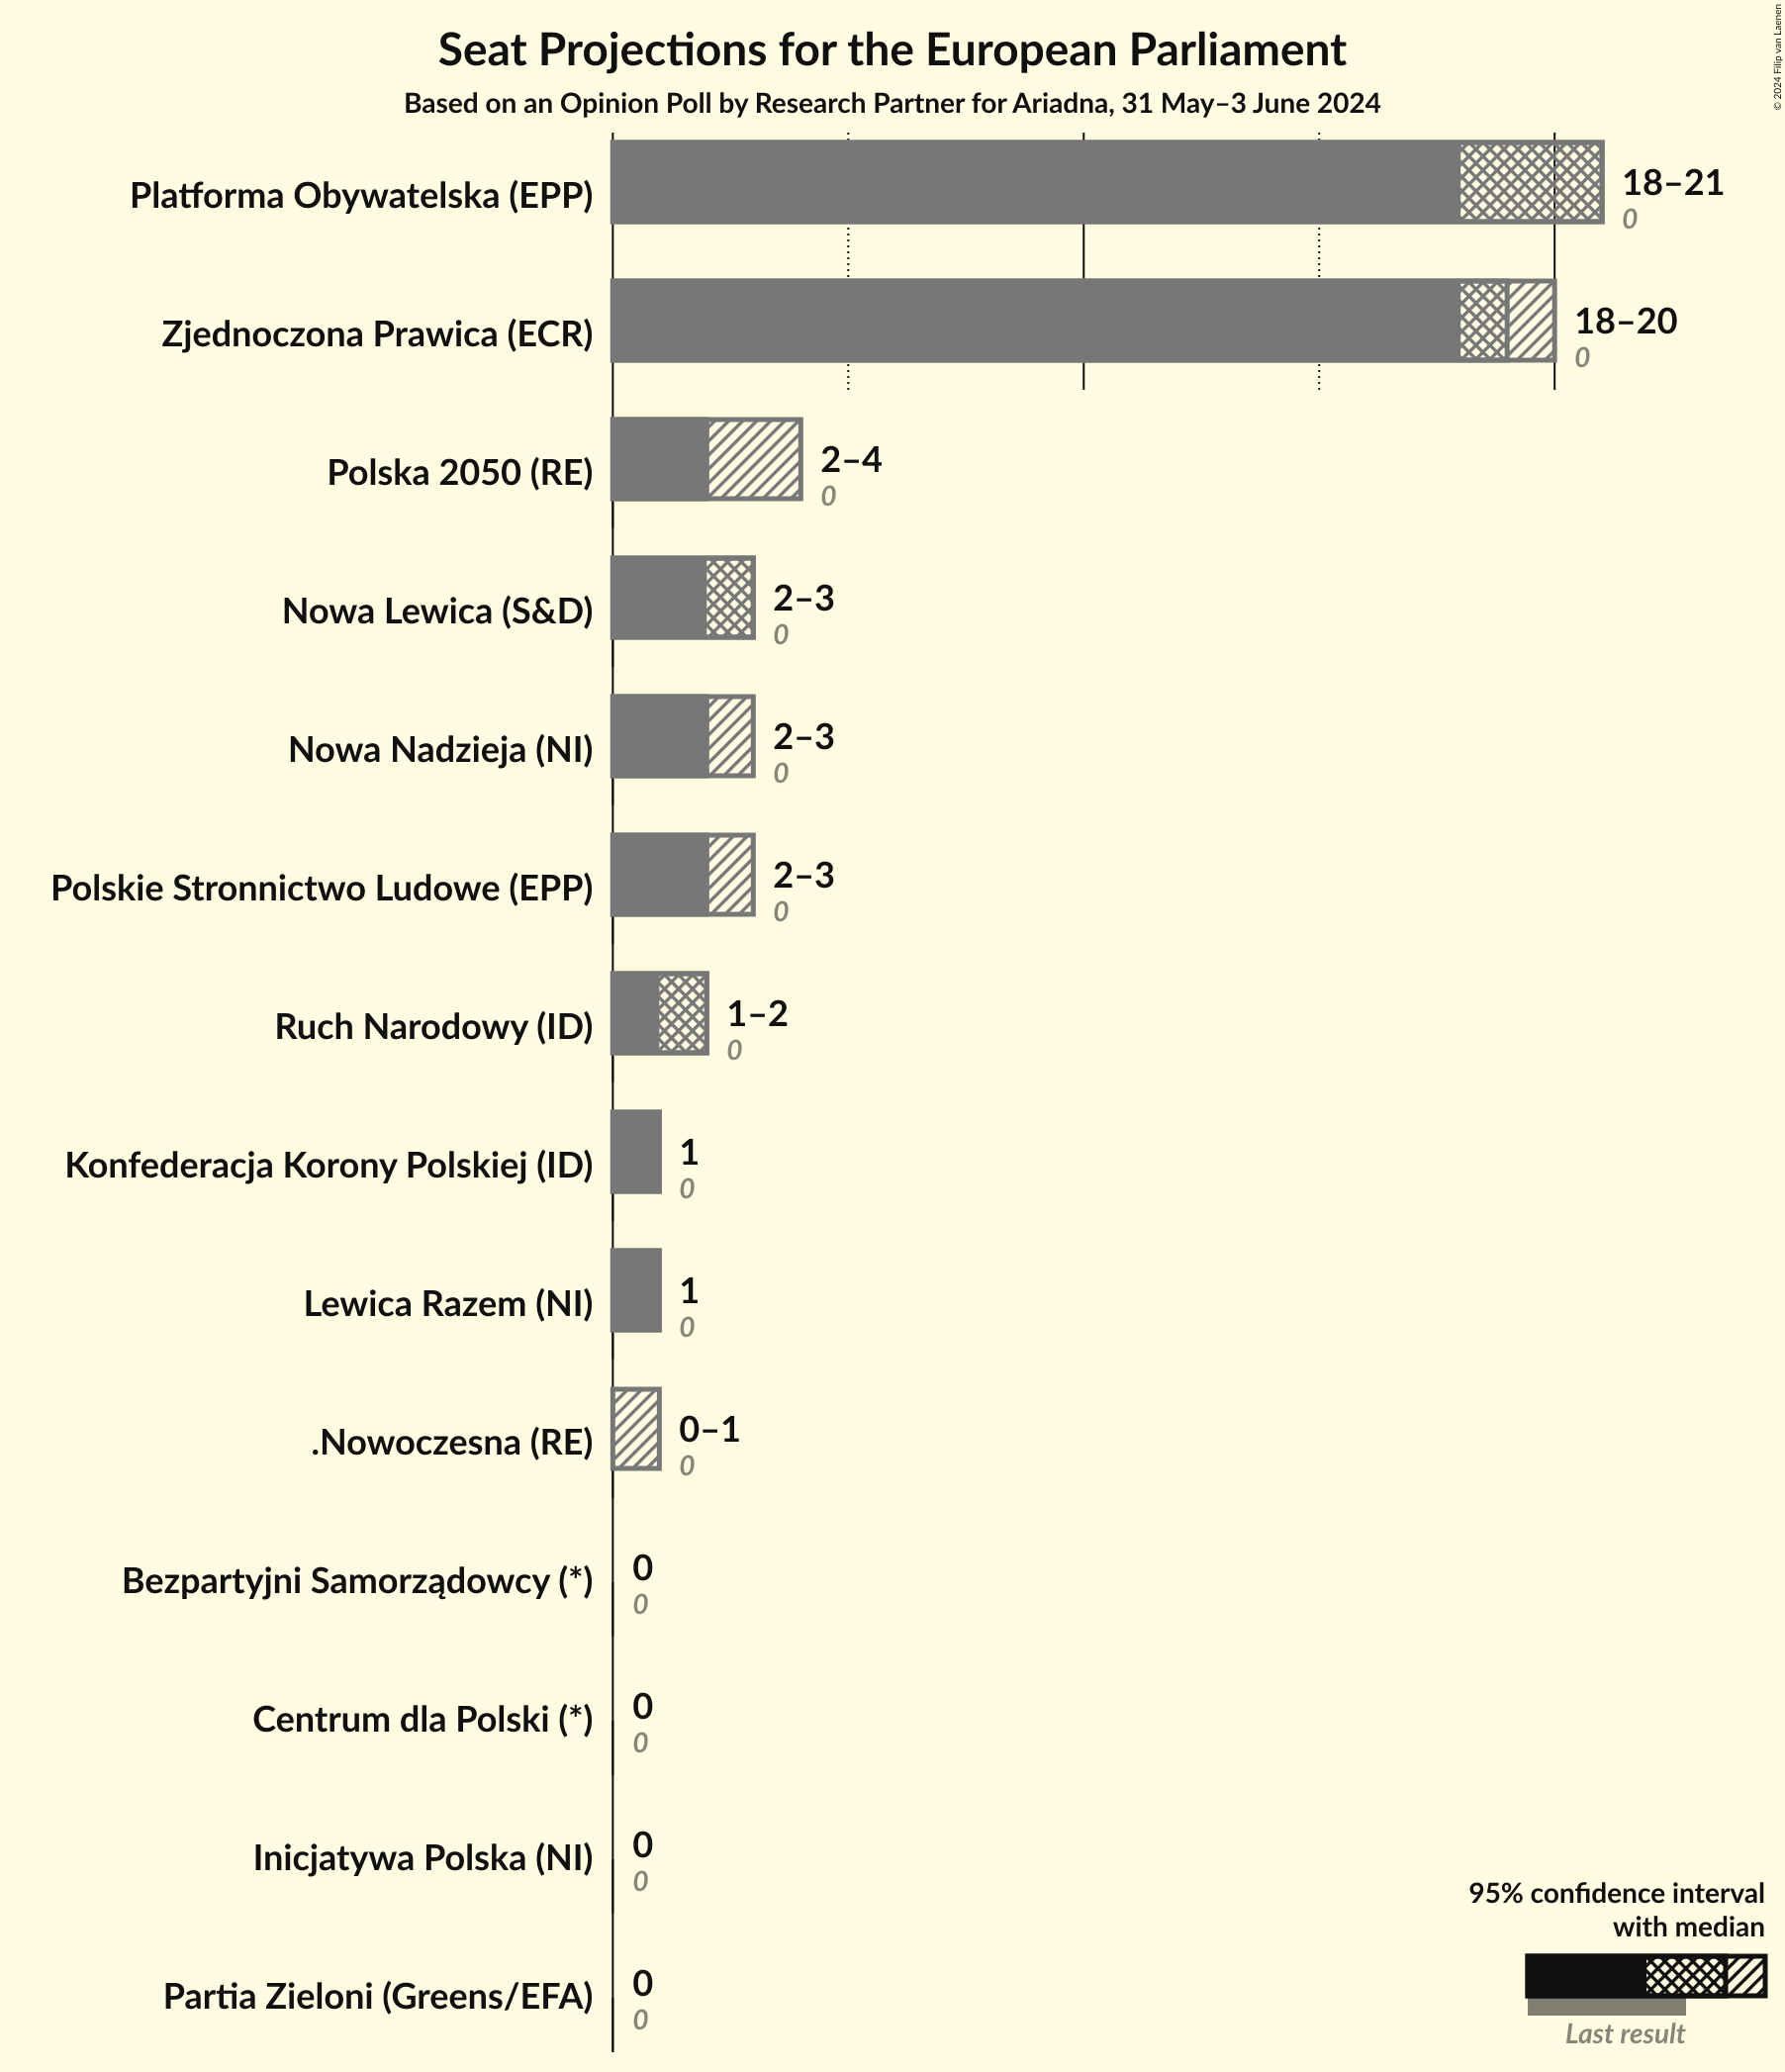 Seat Projections for the European Parliament
Based on an Opinion Poll by Research Partner for Ariadna, 31 May–3 June 2024
© 2024 Filip van Laenen
Platforma Obywatelska (EPP)
18–21
0
Zjednoczona Prawica (ECR)
18–20
0
Polska 2050 (RE)
2–4
0
Nowa Lewica (S&D)
2–3
0
Nowa Nadzieja (NI)
2–3
0
Polskie Stronnictwo Ludowe (EPP)
2–3
0
Ruch Narodowy (ID)
1–2
0
Konfederacja Korony Polskiej (ID)
1
0
Lewica Razem (NI)
1
0
.Nowoczesna (RE)
0–1
0
Bezpartyjni Samorządowcy (*)
0
0
Centrum dla Polski (*)
0
0
Inicjatywa Polska (NI)
0
0
Partia Zieloni (Greens/EFA)
0
0
95% confidence interval
with median
Last result